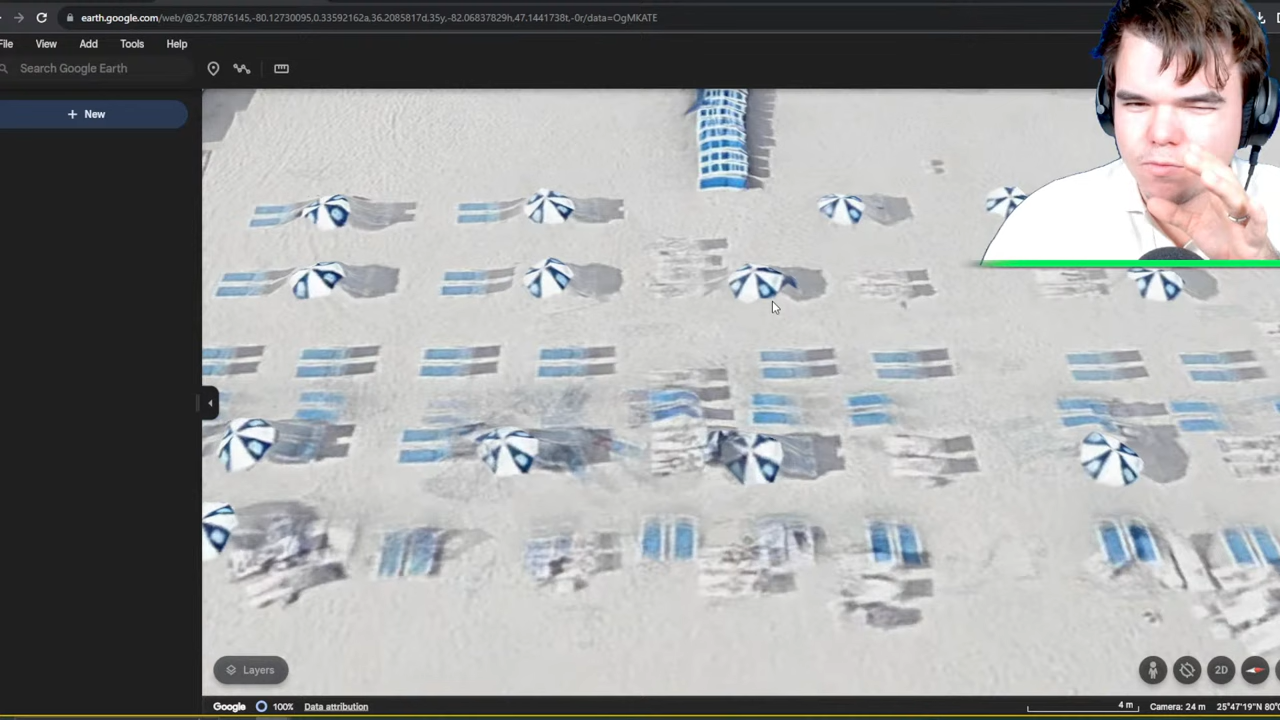 earth.google.com/web/@25.78876145,-80.12730095,0.33592162a,36.2085817d,35y,-82.06837829h,47.1441738t,-0r/data=OgMKATE
File View Add Tools Help
Search Google Earth
+ New
Layers
2D
Google 100% Data attribution 4 m Camera: 24 m 25°47'19"N 80°